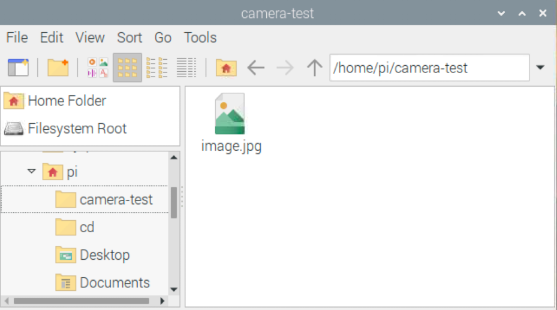 camera-test
File Edit View Sort Go Tools
/home/pi/camera-test
Home Folder
Filesystem Root
pi
camera-test
cd
Desktop
Documents
image.jpg